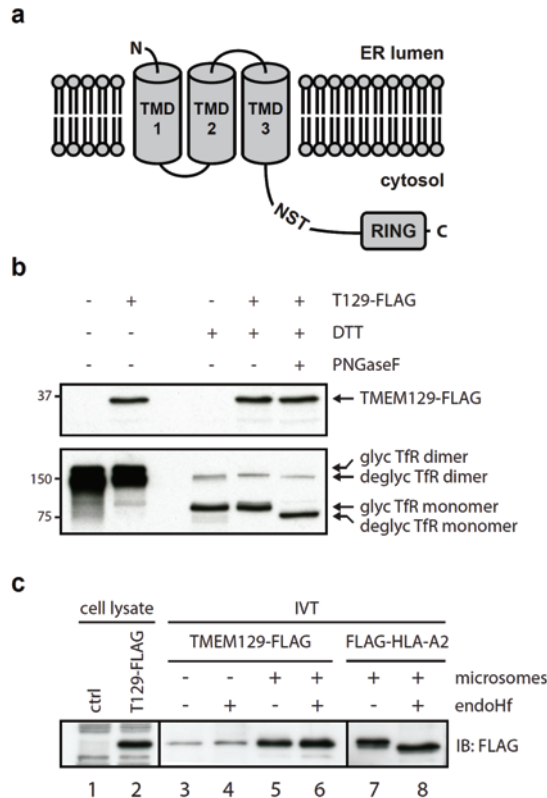 a
N
ER lumen
TMD 1
TMD 2
TMD 3
cytosol
NST
RING
C
b
- + - + + T129-FLAG
- - + + + DTT
- - - - + PNGaseF
37
TMEM129-FLAG
glyc TfR dimer
150
deglyc TfR dimer
glyc TfR monomer
75
deglyc TfR monomer
c
cell lysate IVT
ctrl T129-FLAG TMEM129-FLAG FLAG-HLA-A2
- - + + + + microsomes
- + - + - + endoHf
IB: FLAG
1 2 3 4 5 6 7 8